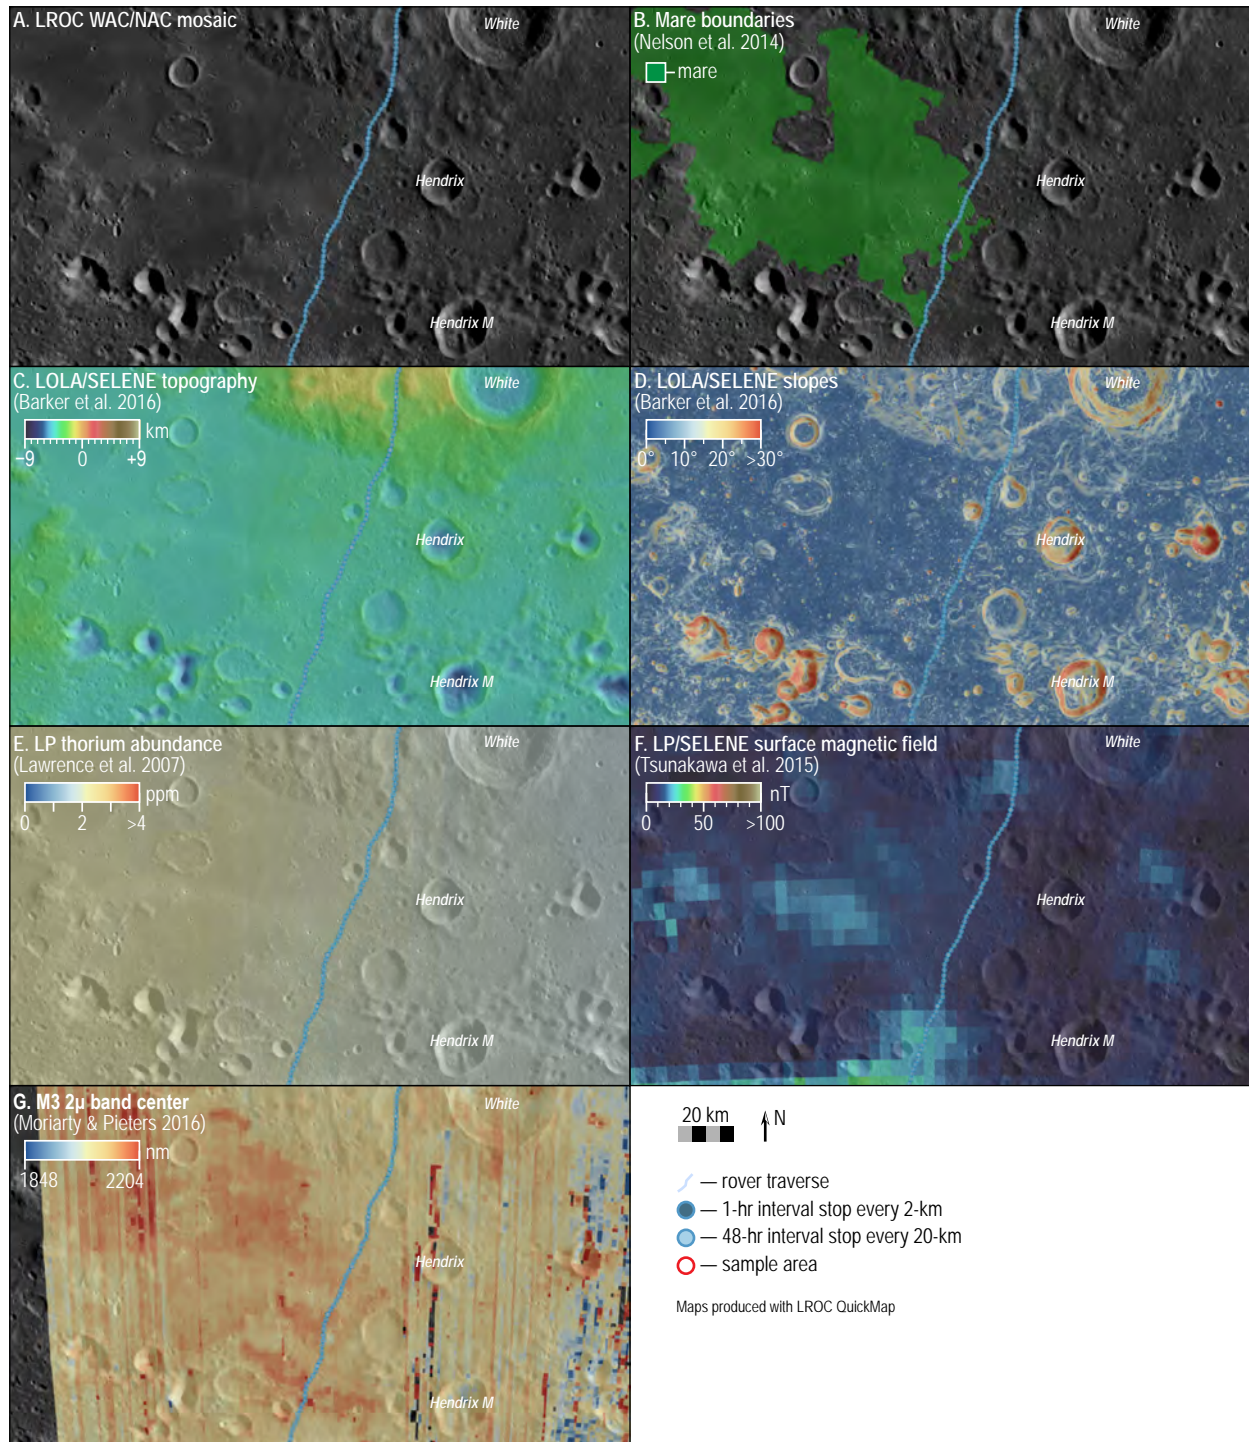 A. LROC WAC/NAC mosaic
White
Hendrix
Hendrix M
B. Mare boundaries
(Nelson et al. 2014)
mare
White
Hendrix
Hendrix M
C. LOLA/SELENE topography
(Barker et al. 2016)
km
−9 0 +9
White
Hendrix
Hendrix M
D. LOLA/SELENE slopes
(Barker et al. 2016)
0° 10° 20° >30°
White
Hendrix
Hendrix M
E. LP thorium abundance
(Lawrence et al. 2007)
ppm
0 2 >4
White
Hendrix
Hendrix M
F. LP/SELENE surface magnetic field
(Tsunakawa et al. 2015)
nT
0 50 >100
White
Hendrix
Hendrix M
G. M3 2μ band center
(Moriarty & Pieters 2016)
nm
1848 2204
White
Hendrix
Hendrix M
20 km
N
— rover traverse
— 1-hr interval stop every 2-km
— 48-hr interval stop every 20-km
— sample area
Maps produced with LROC QuickMap